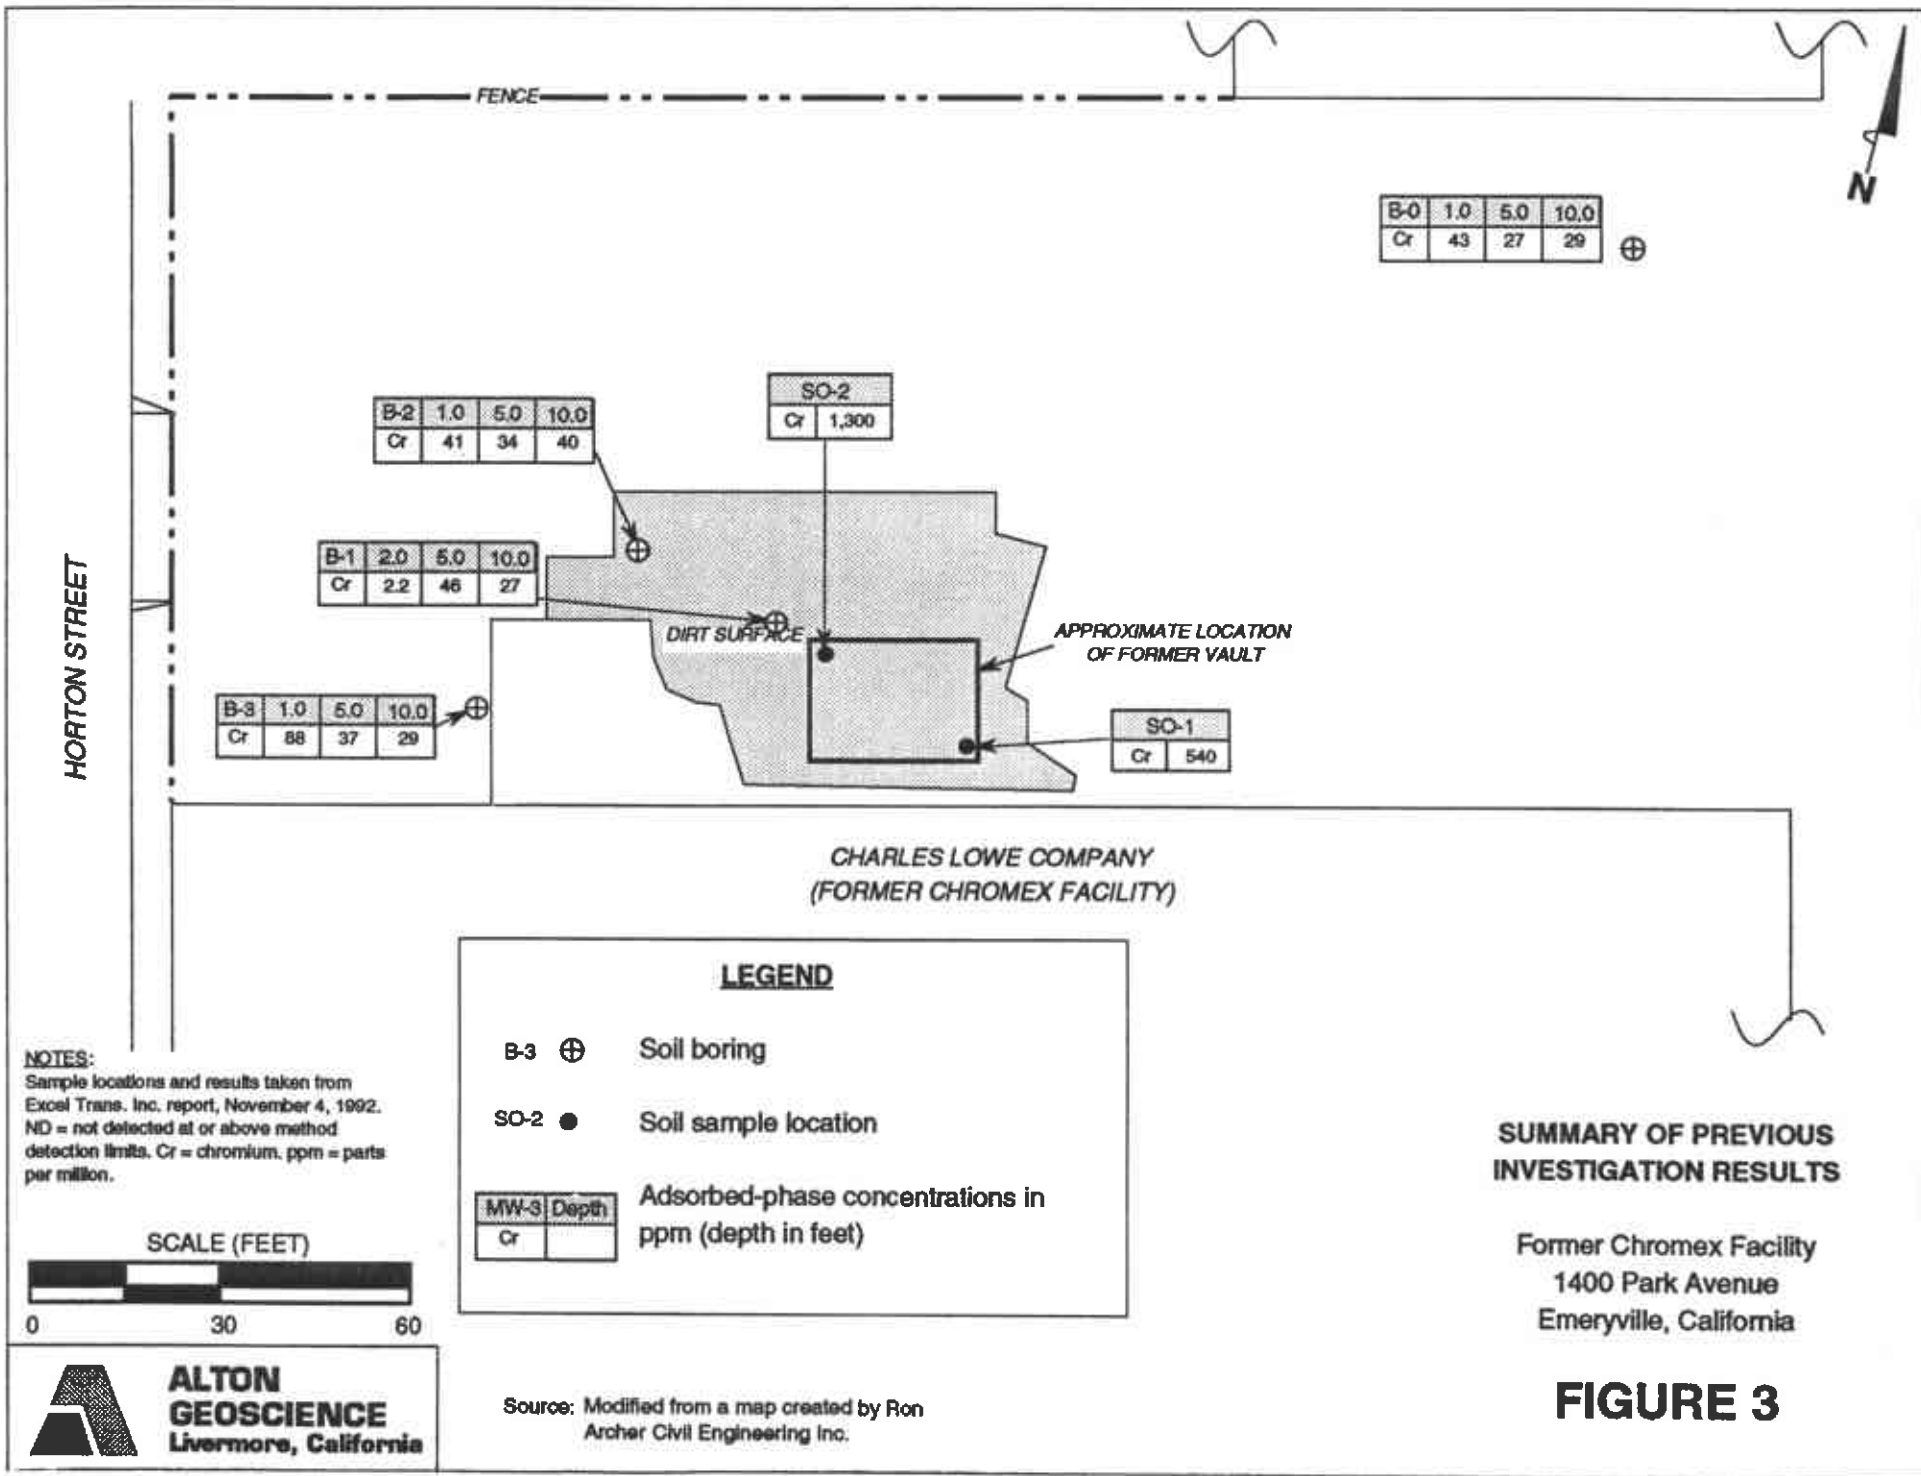 FENCE
N
B-0 1.0 5.0 10.0
Cr 43 27 29
SO-2
Cr 1,300
B-2 1.0 5.0 10.0
Cr 41 34 40
B-1 2.0 5.0 10.0
Cr 2.2 46 27
DIRT SURFACE
APPROXIMATE LOCATION
OF FORMER VAULT
HORTON STREET
B-3 1.0 5.0 10.0
Cr 88 37 29
SO-1
Cr 540
CHARLES LOWE COMPANY
(FORMER CHROMEX FACILITY)
LEGEND
B-3 Soil boring
SO-2 Soil sample location
MW-3 Depth
Cr
Adsorbed-phase concentrations in
ppm (depth in feet)
NOTES:
Sample locations and results taken from
Excel Trans. Inc. report, November 4, 1992.
ND = not detected at or above method
detection limits. Cr = chromium. ppm = parts
per million.
SCALE (FEET)
0 30 60
ALTON
GEOSCIENCE
Livermore, California
Source: Modified from a map created by Ron
Archer Civil Engineering Inc.
SUMMARY OF PREVIOUS
INVESTIGATION RESULTS
Former Chromex Facility
1400 Park Avenue
Emeryville, California
FIGURE 3